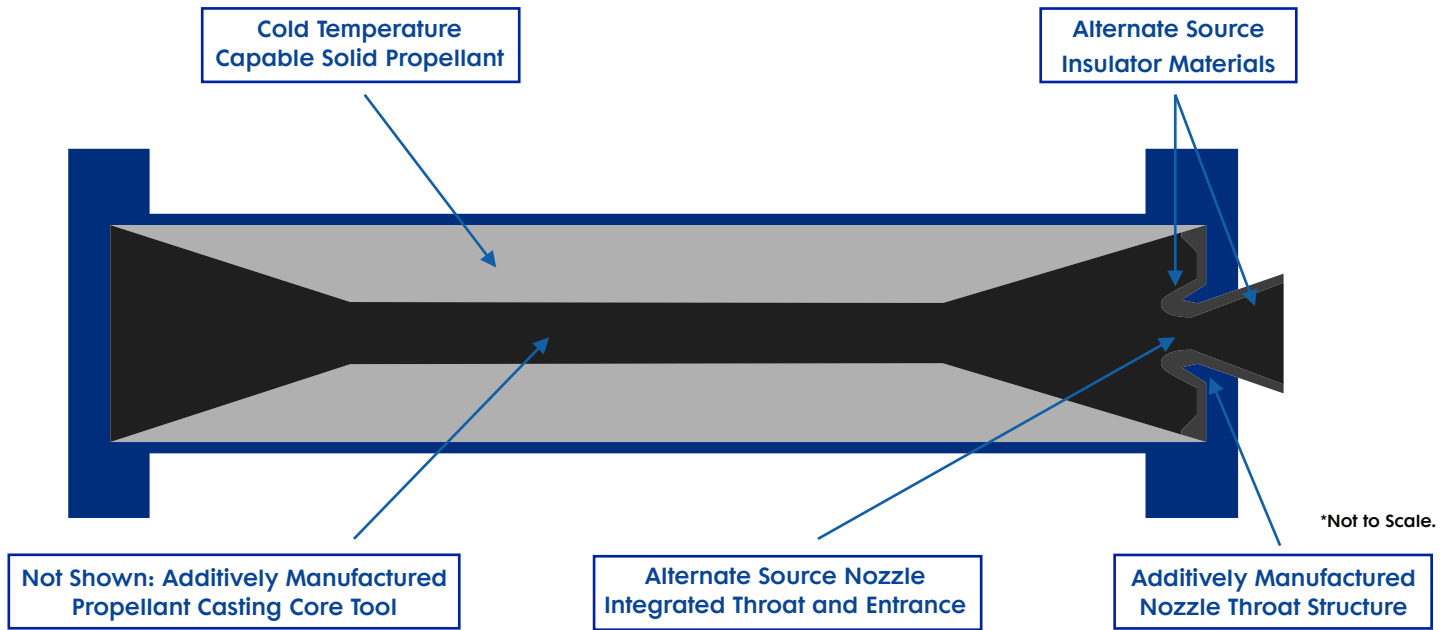 Cold Temperature
Capable Solid Propellant
Alternate Source
Insulator Materials
*Not to Scale.
Not Shown: Additively Manufactured
Propellant Casting Core Tool
Alternate Source Nozzle
Integrated Throat and Entrance
Additively Manufactured
Nozzle Throat Structure